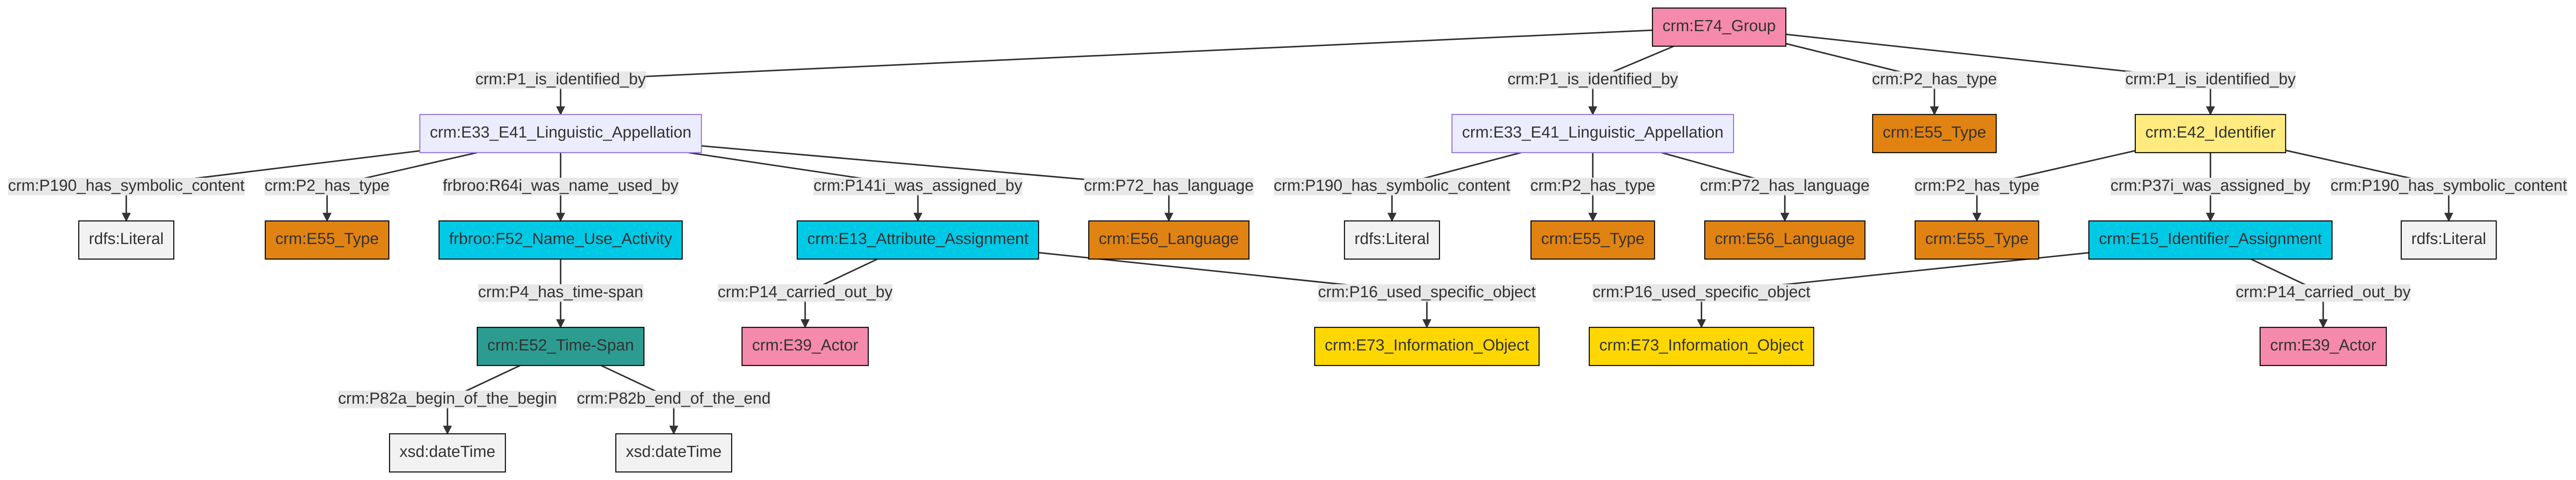 crm:E74_Group
crm:P1_is_identified_by
crm:P1_is_identified_by
crm:P2_has_type
crm:P1_is_identified_by
crm:E33_E41_Linguistic_Appellation
crm:E33_E41_Linguistic_Appellation
crm:E55_Type
crm:E42_Identifier
crm:P190_has_symbolic_content
crm:P2_has_type
frbroo:R64i_was_name_used_by
crm:P141i_was_assigned_by
crm:P72_has_language
crm:P190_has_symbolic_content
crm:P2_has_type
crm:P72_has_language
crm:P2_has_type
crm:P37i_was_assigned_by
crm:P190_has_symbolic_content
rdfs:Literal
crm:E55_Type
frbroo:F52_Name_Use_Activity
crm:E13_Attribute_Assignment
crm:E56_Language
rdfs:Literal
crm:E55_Type
crm:E56_Language
crm:E55_Type
crm:E15_Identifier_Assignment
rdfs:Literal
crm:P4_has_time-span
crm:P14_carried_out_by
crm:P16_used_specific_object
crm:P16_used_specific_object
crm:P14_carried_out_by
crm:E52_Time-Span
crm:E39_Actor
crm:E73_Information_Object
crm:E73_Information_Object
crm:E39_Actor
crm:P82a_begin_of_the_begin
crm:P82b_end_of_the_end
xsd:dateTime
xsd:dateTime